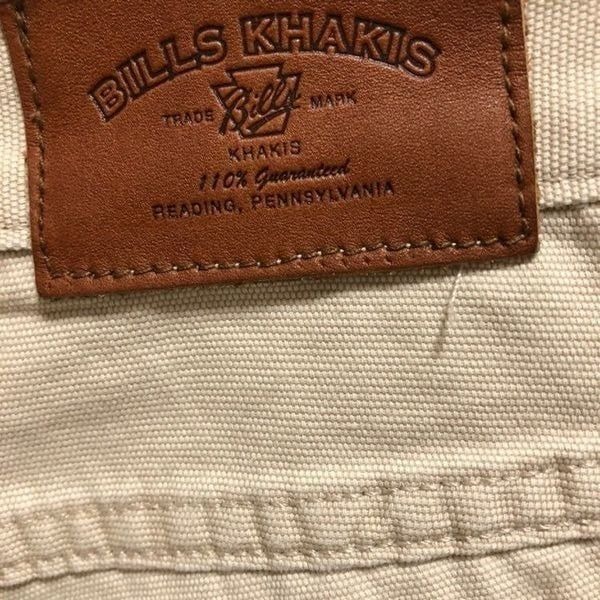 BILLS KHAKIS
TRADE Bills MARK
KHAKIS
110% Guaranteed
READING, PENNSYLVANIA